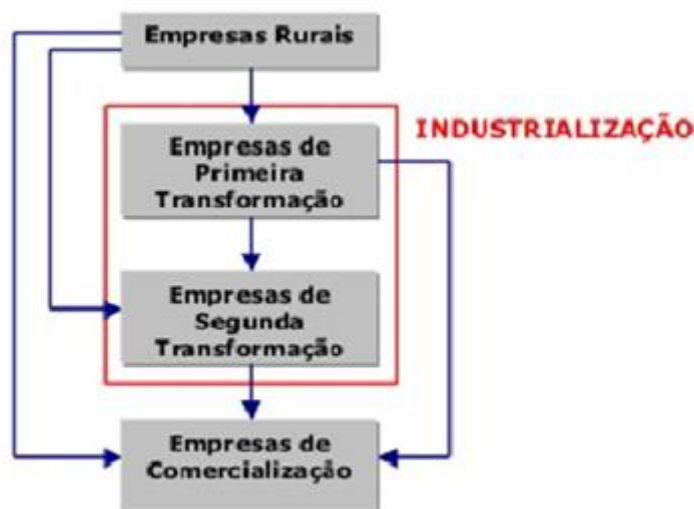 Empresas Rurais
INDUSTRIALIZAÇÃO
Empresas de
Primeira
Transformação
Empresas de
Segunda
Transformação
Empresas de
Comercialização